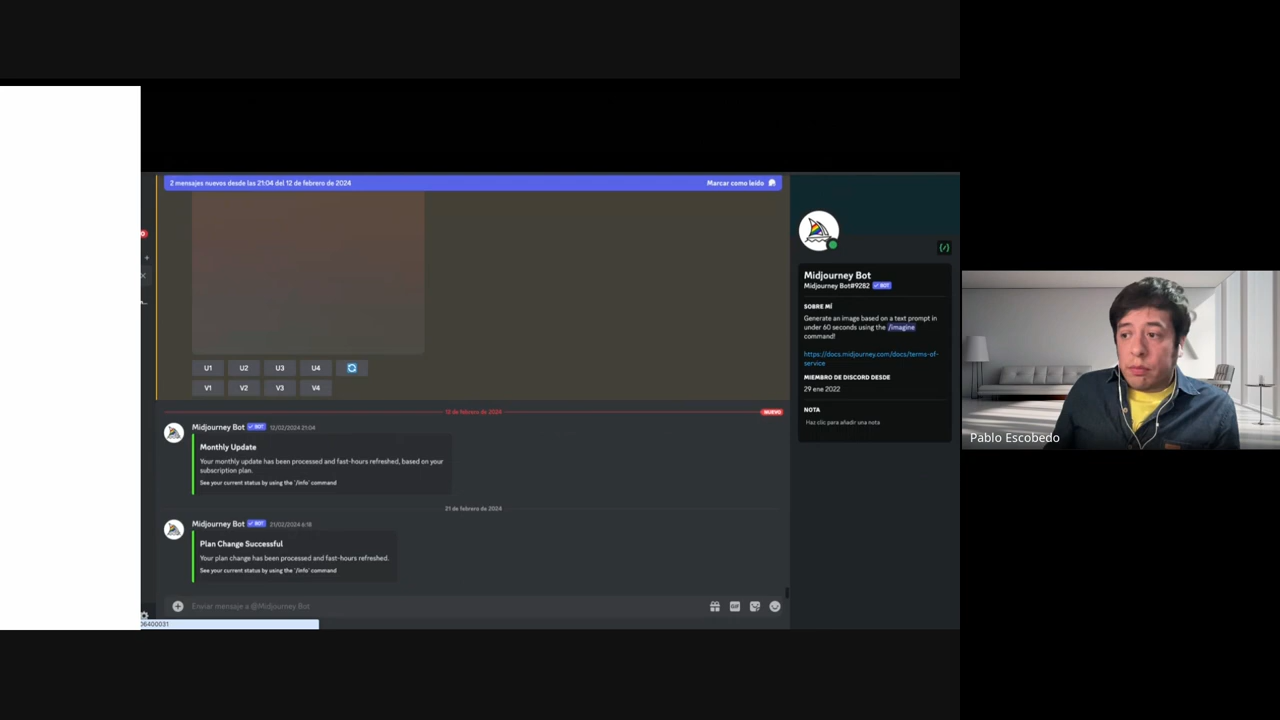 2 mensajes nuevos desde las 21:04 del 12 de febrero de 2024
Marcar como leído
U1 U2 U3 U4
V1 V2 V3 V4
12 de febrero de 2024
NUEVO
Midjourney Bot BOT 12/02/2024 21:04
Monthly Update
Your monthly update has been processed and fast-hours refreshed, based on your
subscription plan.
See your current status by using the `/info` command
21 de febrero de 2024
Midjourney Bot BOT 21/02/2024 6:18
Plan Change Successful
Your plan change has been processed and fast-hours refreshed.
See your current status by using the `/info` command
Enviar mensaje a @Midjourney Bot
GIF
06400031
Midjourney Bot
Midjourney Bot#9282 BOT
SOBRE MÍ
Generate an image based on a text prompt in
under 60 seconds using the /imagine
command!
https://docs.midjourney.com/docs/terms-of-
service
MIEMBRO DE DISCORD DESDE
29 ene 2022
NOTA
Haz clic para añadir una nota
Pablo Escobedo